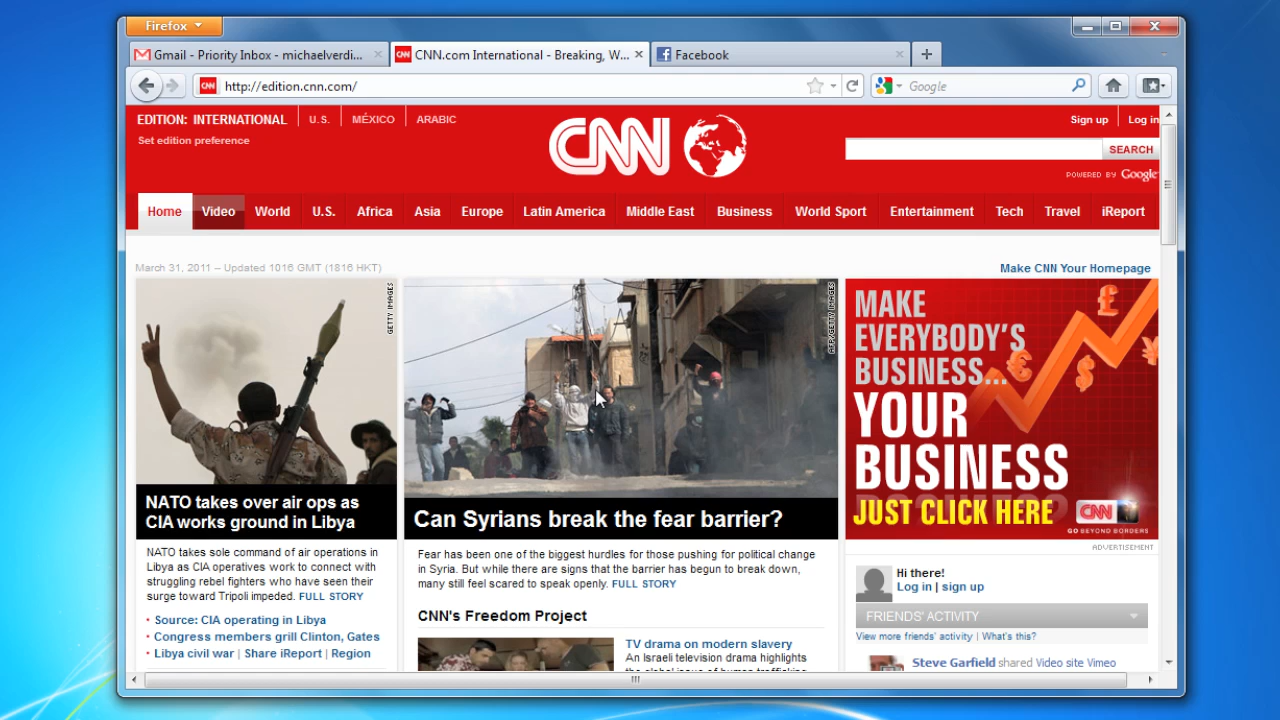 Firefox
Gmail - Priority Inbox - michaelverdi...
CNN.com International - Breaking, W...
Facebook
http://edition.cnn.com/
Google
EDITION: INTERNATIONAL
U.S.
MÉXICO
ARABIC
Set edition preference
CNN
Sign up
Log in
SEARCH
POWERED BY Google
Home
Video
World
U.S.
Africa
Asia
Europe
Latin America
Middle East
Business
World Sport
Entertainment
Tech
Travel
iReport
March 31, 2011 – Updated 1016 GMT (1816 HKT)
Make CNN Your Homepage
GETTY IMAGES
NATO takes over air ops as
CIA works ground in Libya
NATO takes sole command of air operations in
Libya as CIA operatives work to connect with
struggling rebel fighters who have seen their
surge toward Tripoli impeded. FULL STORY
Source: CIA operating in Libya
Congress members grill Clinton, Gates
Libya civil war | Share iReport | Region
AFP/GETTY IMAGES
Can Syrians break the fear barrier?
Fear has been one of the biggest hurdles for those pushing for political change
in Syria. But while there are signs that the barrier has begun to break down,
many still feel scared to speak openly. FULL STORY
CNN's Freedom Project
TV drama on modern slavery
An Israeli television drama highlights
MAKE
EVERYBODY'S
BUSINESS...
YOUR
BUSINESS
JUST CLICK HERE
CNN
GO BEYOND BORDERS
ADVERTISEMENT
Hi there!
Log in | sign up
FRIENDS' ACTIVITY
View more friends' activity | What's this?
Steve Garfield shared Video site Vimeo